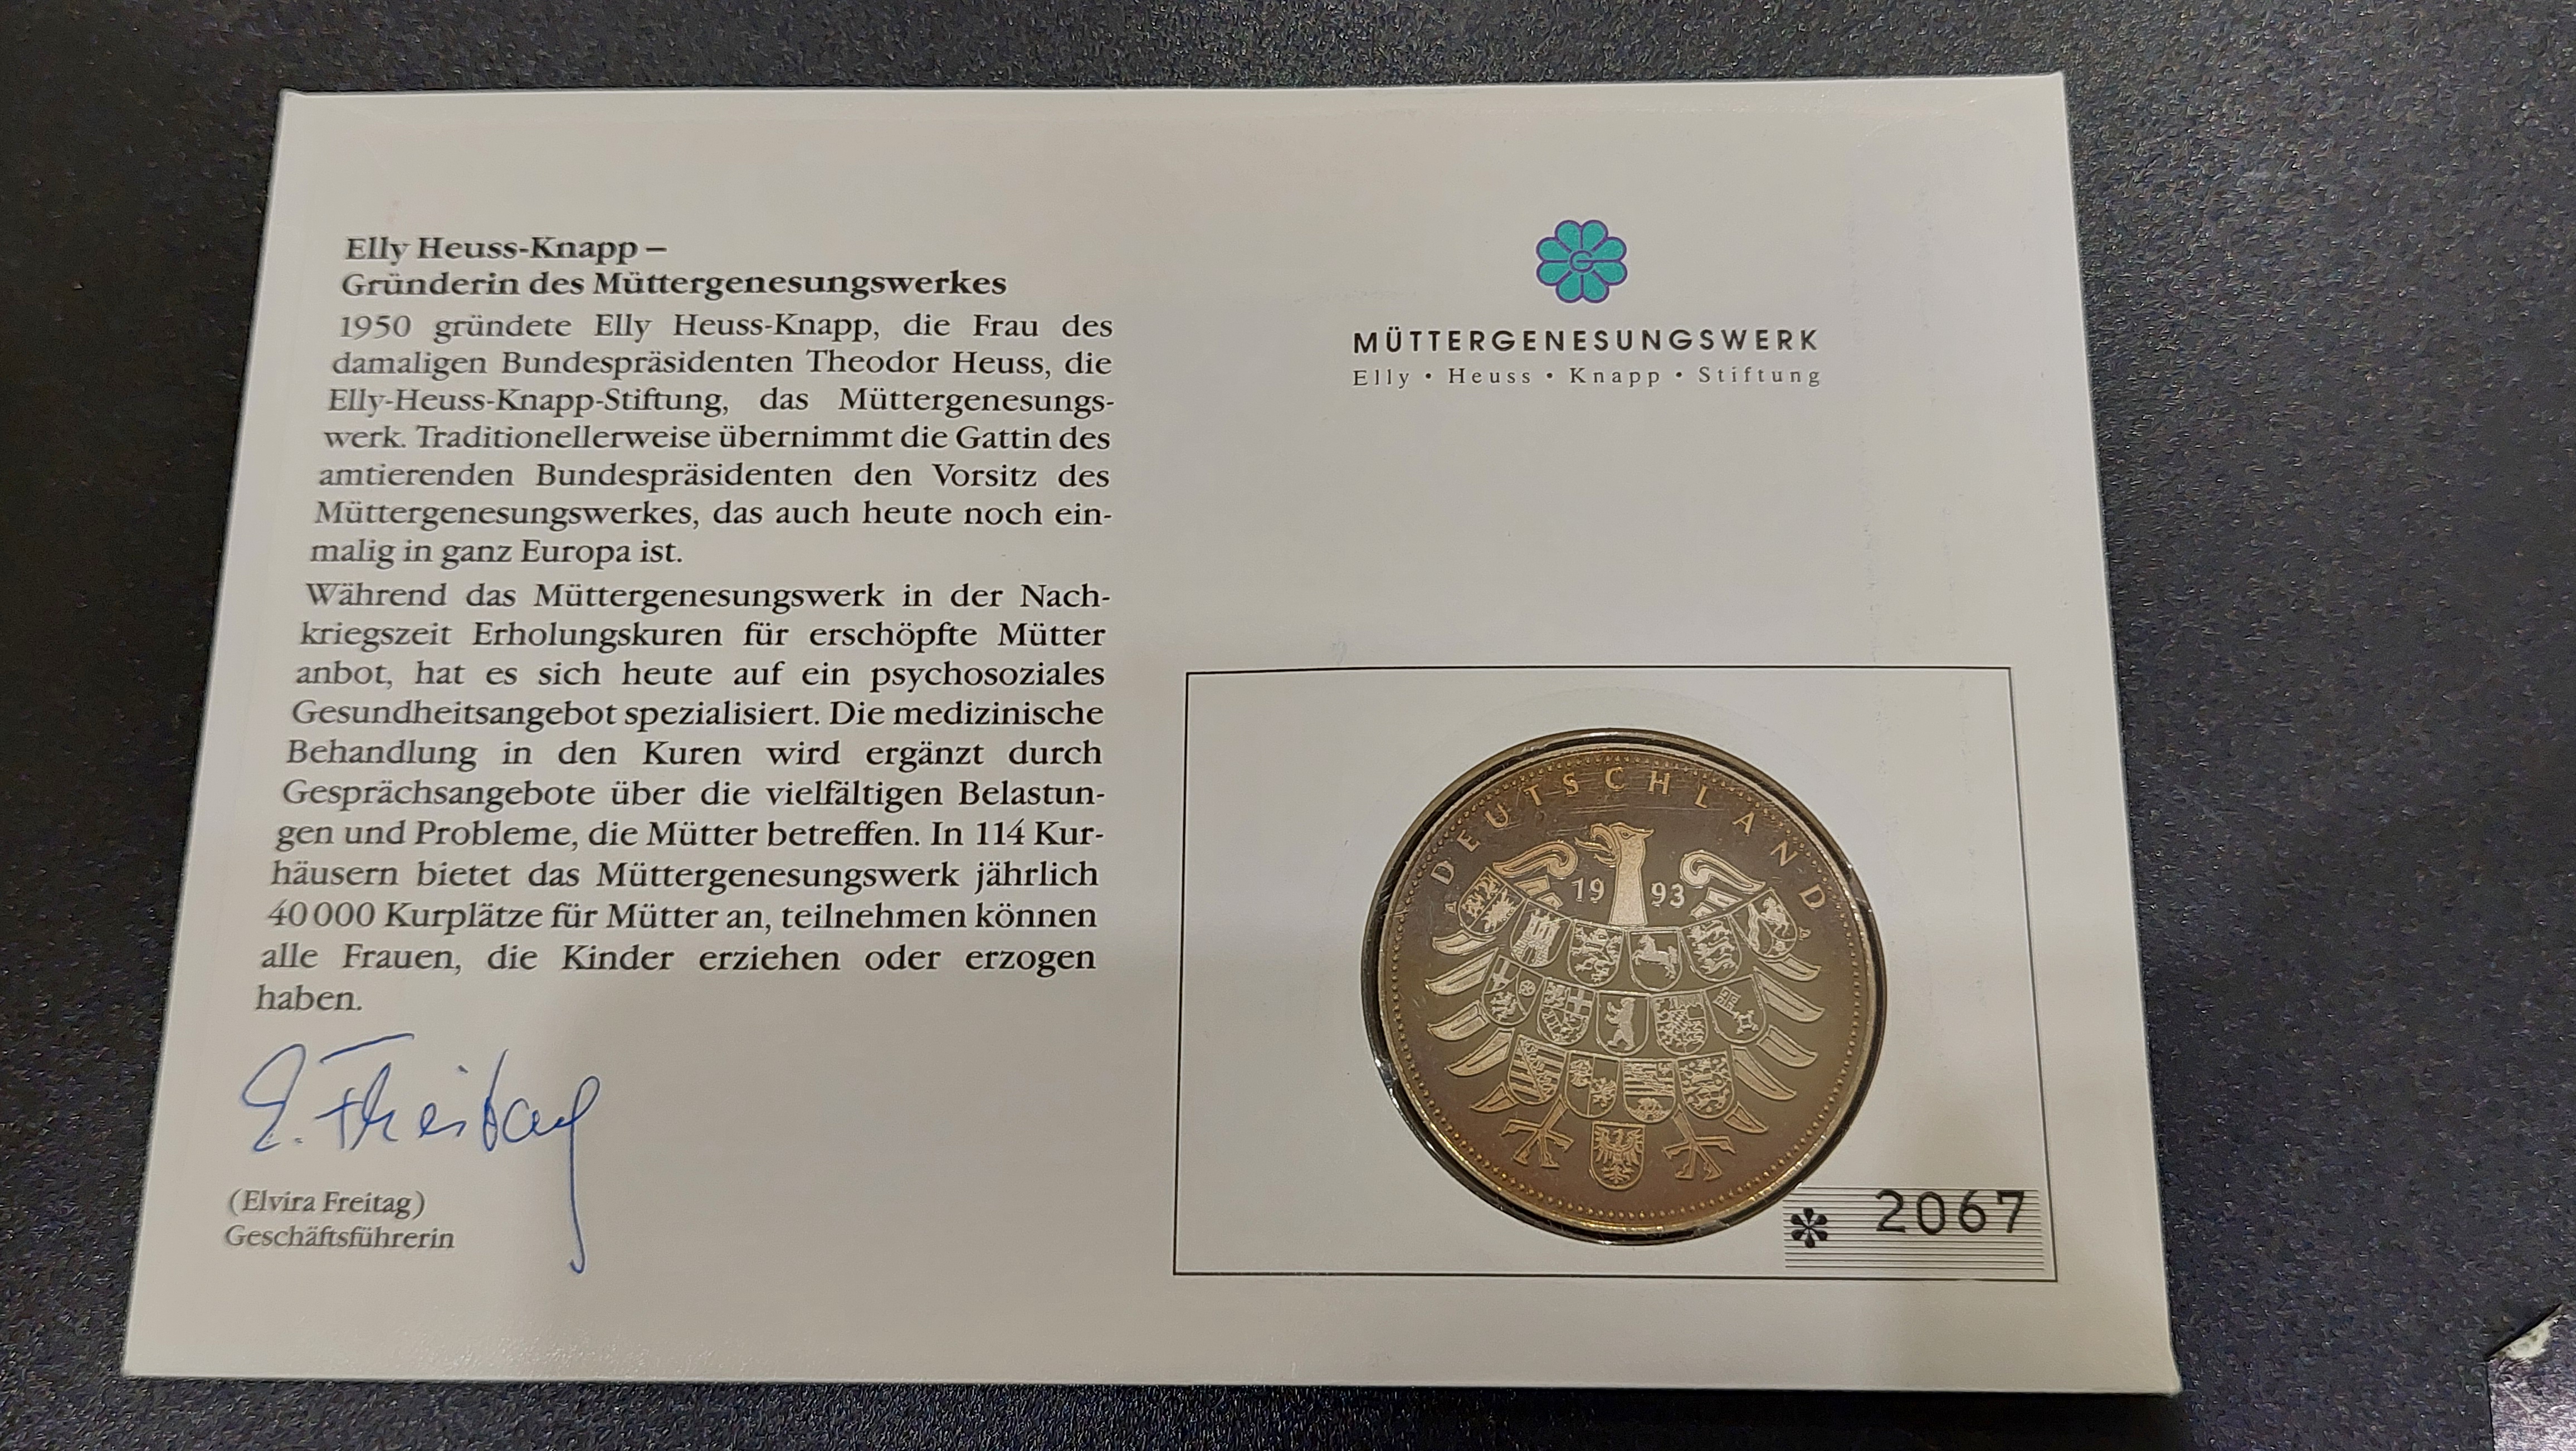 Elly Heuss-Knapp –
Gründerin des Müttergenesungswerkes
1950 gründete Elly Heuss-Knapp, die Frau des
damaligen Bundespräsidenten Theodor Heuss, die
Elly-Heuss-Knapp-Stiftung, das Müttergenesungs-
werk. Traditionellerweise übernimmt die Gattin des
amtierenden Bundespräsidenten den Vorsitz des
Müttergenesungswerkes, das auch heute noch ein-
malig in ganz Europa ist.
Während das Müttergenesungswerk in der Nach-
kriegszeit Erholungskuren für erschöpfte Mütter
anbot, hat es sich heute auf ein psychosoziales
Gesundheitsangebot spezialisiert. Die medizinische
Behandlung in den Kuren wird ergänzt durch
Gesprächsangebote über die vielfältigen Belastun-
gen und Probleme, die Mütter betreffen. In 114 Kur-
häusern bietet das Müttergenesungswerk jährlich
40 000 Kurplätze für Mütter an, teilnehmen können
alle Frauen, die Kinder erziehen oder erzogen
haben.
E. Freitag
(Elvira Freitag)
Geschäftsführerin
MÜTTERGENESUNGSWERK
Elly • Heuss • Knapp • Stiftung
DEUTSCHLAND
19 93
* 2067